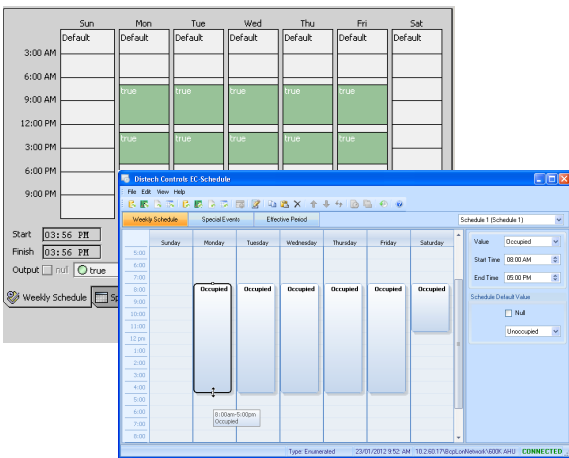 Sun Mon Tue Wed Thu Fri Sat
Default Default Default Default Default Default Default
3:00 AM
6:00 AM
true true true true true
9:00 AM
12:00 PM
true true true true true
3:00 PM
6:00 PM
9:00 PM
Start 03:56 PM
Finish 03:56 PM
Output null true
Weekly Schedule Sp
Distech Controls EC-Schedule
File Edit View Help
Weekly Schedule Special Events Effective Period Schedule 1 (Schedule 1)
Sunday Monday Tuesday Wednesday Thursday Friday Saturday
Value Occupied
Start Time 08:00 AM
End Time 05:00 PM
Schedule Default Value
Null
Unoccupied
5:00
6:00
7:00
8:00 Occupied Occupied Occupied Occupied Occupied Occupied
9:00
10:00
11:00
12 pm
1:00
2:00
3:00
4:00
5:00
6:00
7:00
8:00
8:00am-5:00pm
Occupied
Type: Enumerated 23/01/2012 9:52 AM 10.2.60.17\BcpLonNetwork\600K AHU CONNECTED